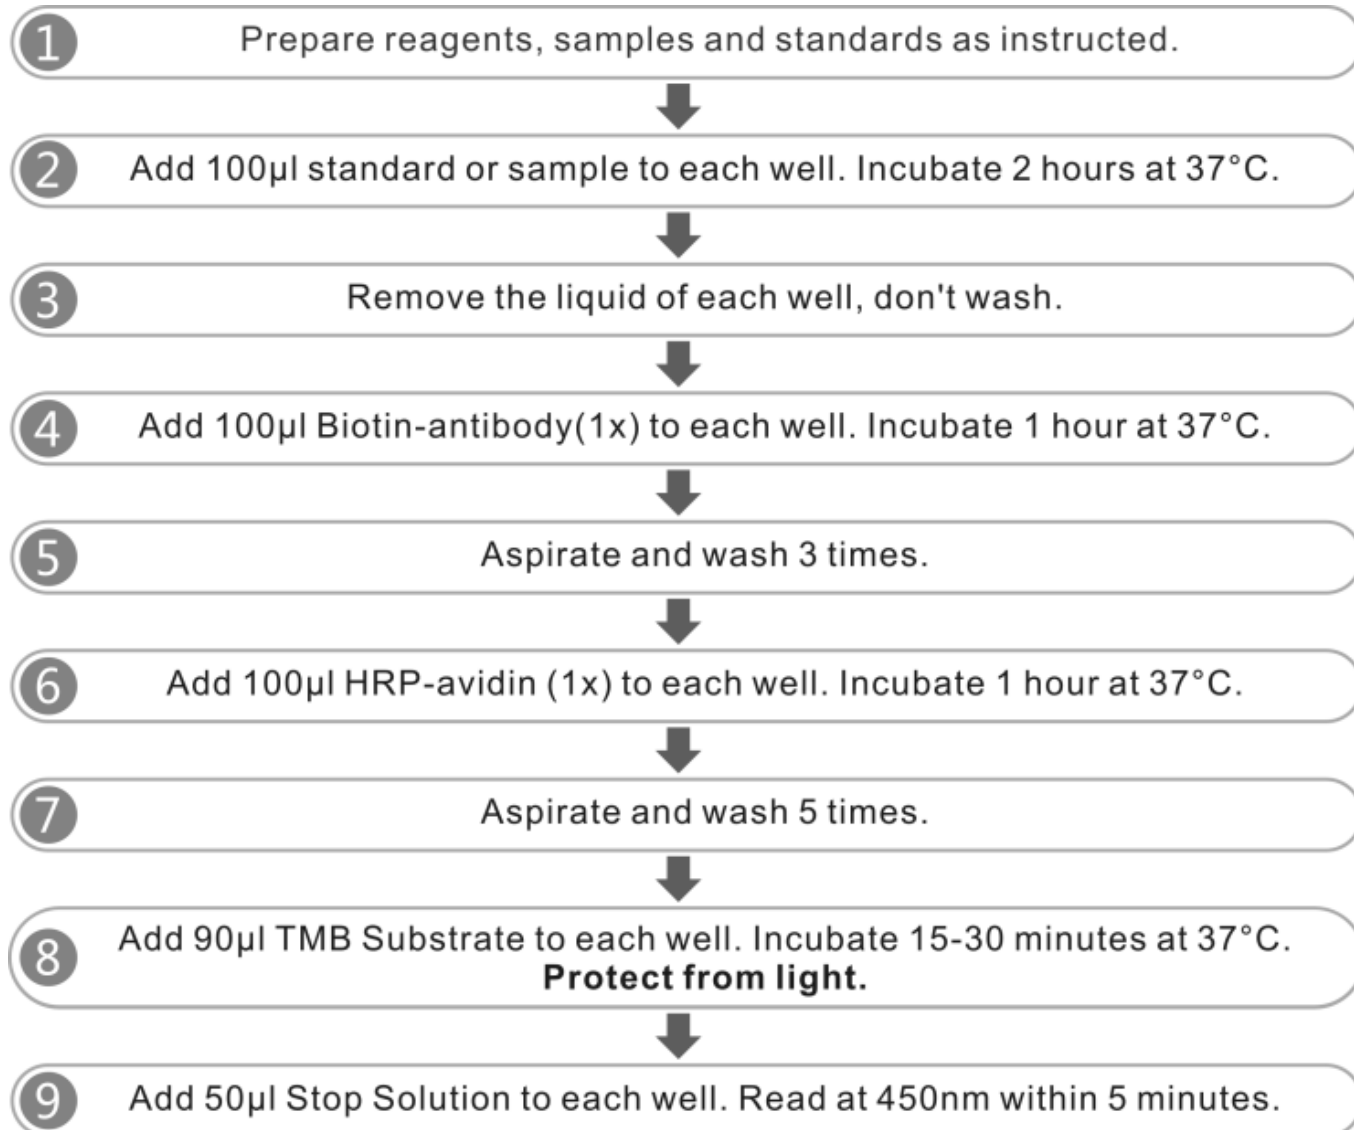 1 Prepare reagents, samples and standards as instructed.
2 Add 100µl standard or sample to each well. Incubate 2 hours at 37°C.
3 Remove the liquid of each well, don't wash.
4 Add 100µl Biotin-antibody(1x) to each well. Incubate 1 hour at 37°C.
5 Aspirate and wash 3 times.
6 Add 100µl HRP-avidin (1x) to each well. Incubate 1 hour at 37°C.
7 Aspirate and wash 5 times.
8 Add 90µl TMB Substrate to each well. Incubate 15-30 minutes at 37°C.
Protect from light.
9 Add 50µl Stop Solution to each well. Read at 450nm within 5 minutes.